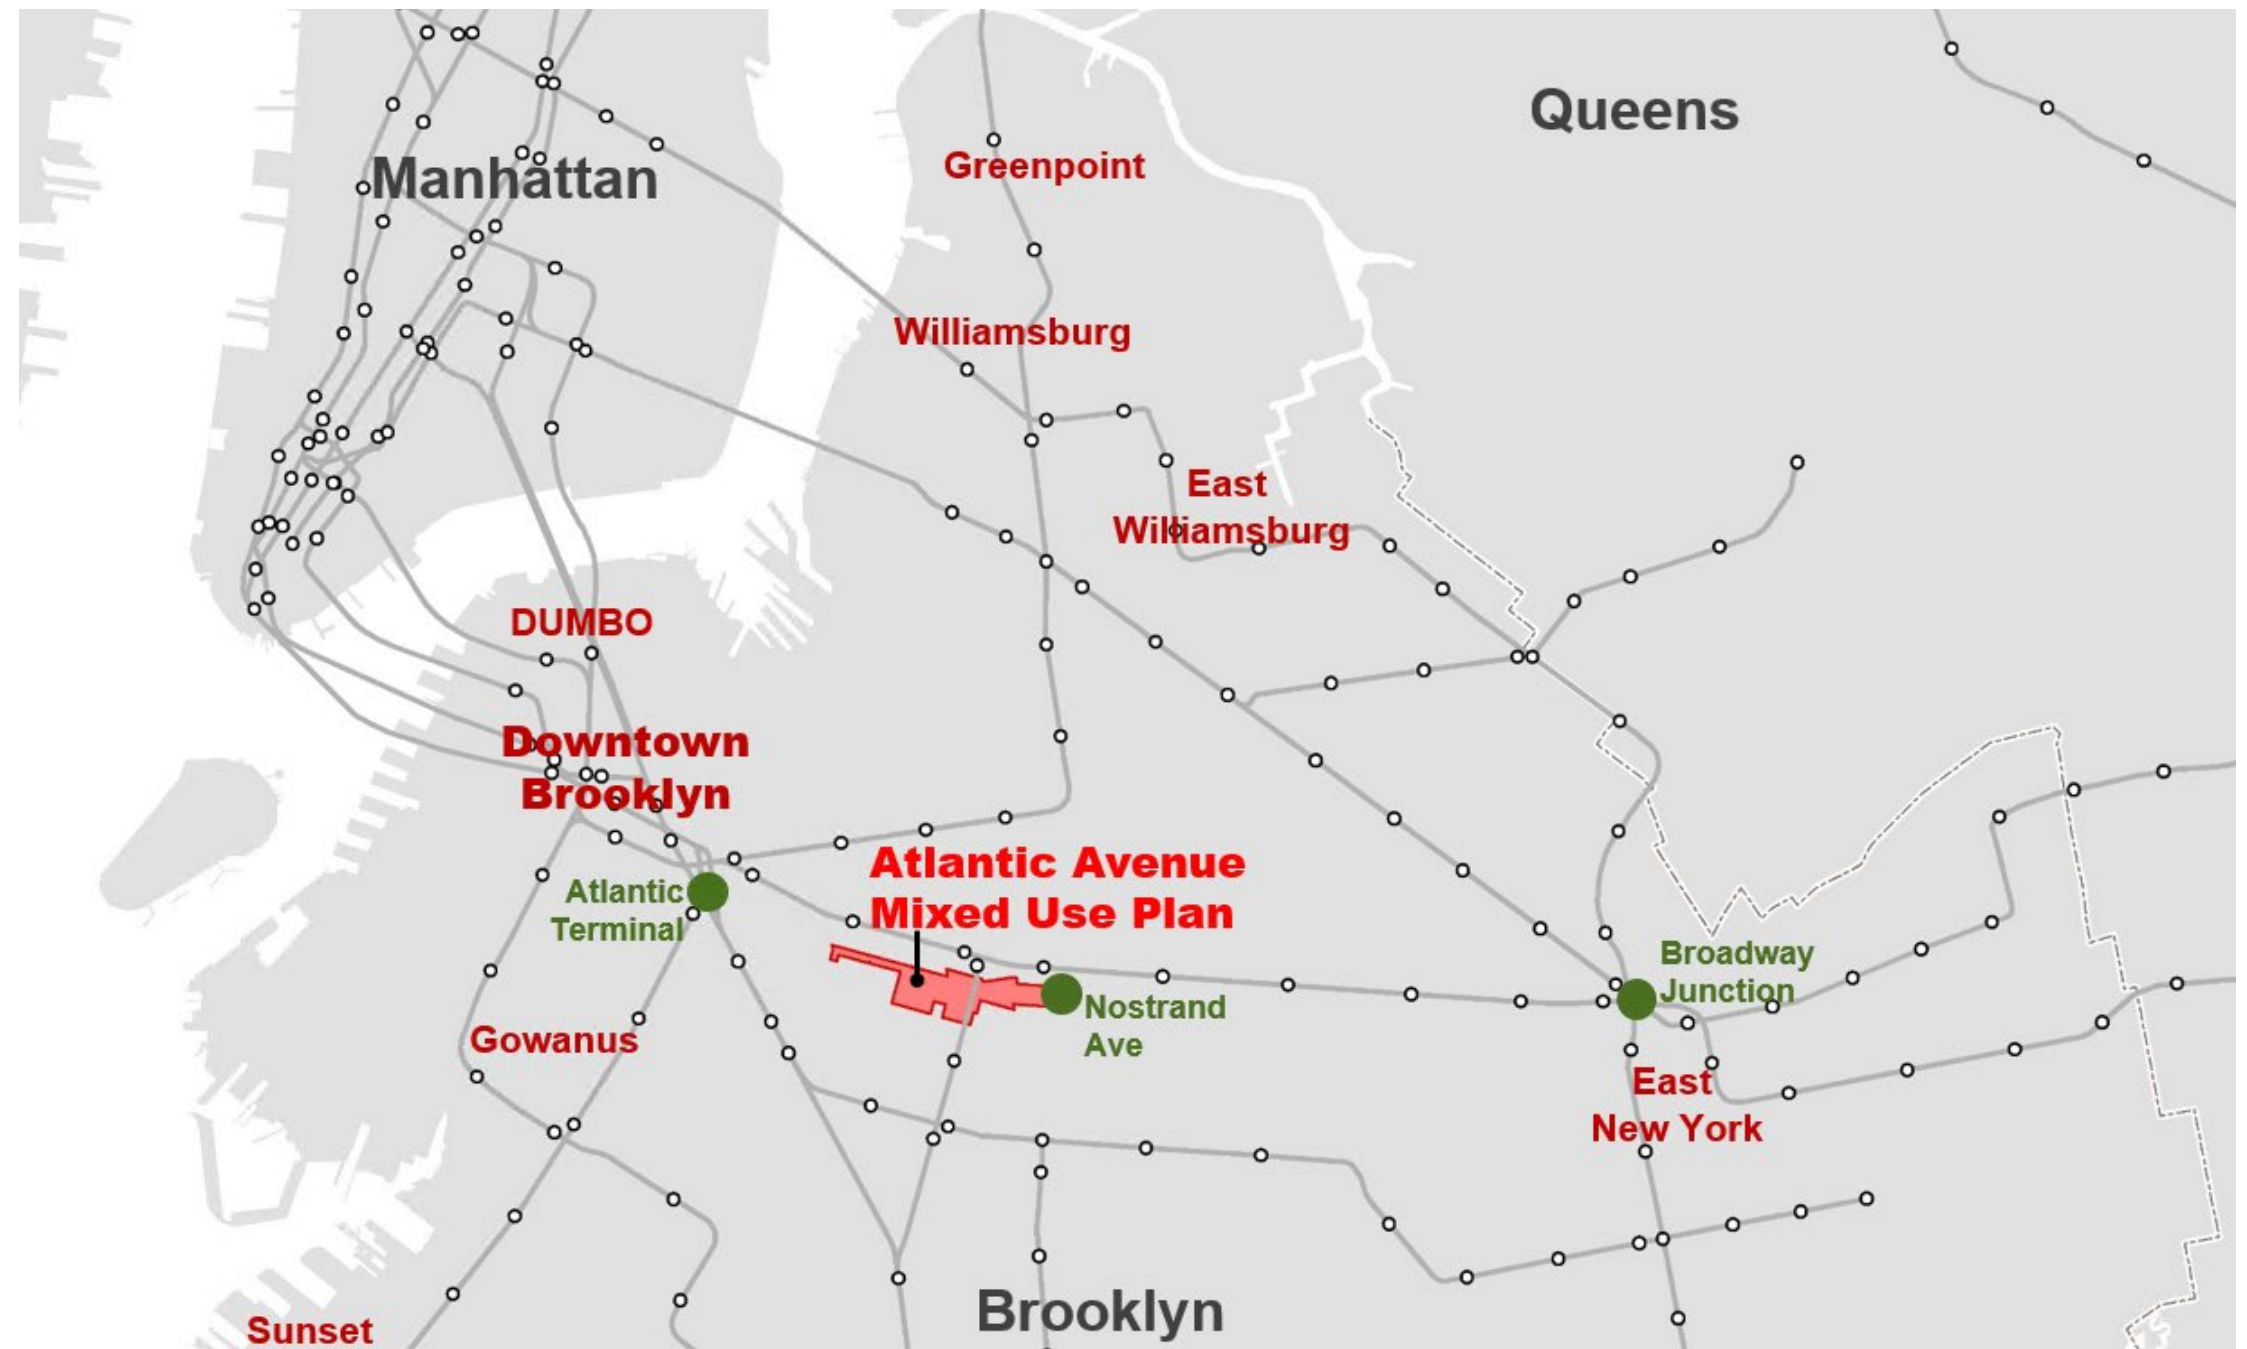 Queens
Manhattan
Greenpoint
Williamsburg
East
Williamsburg
DUMBO
Downtown
Brooklyn
Atlantic Avenue
Mixed Use Plan
Atlantic
Terminal
Broadway
Junction
Nostrand
Ave
Gowanus
East
New York
Brooklyn
Sunset